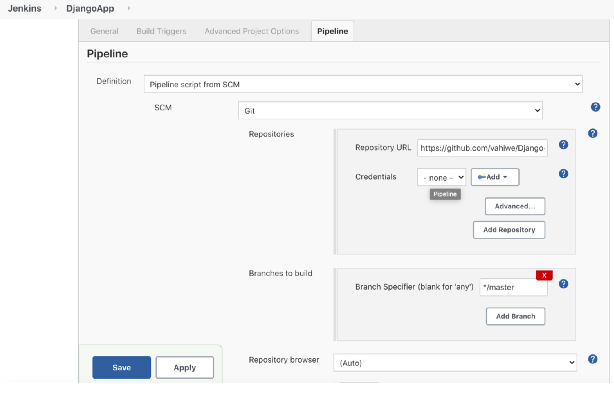 Jenkins DjangoApp
General Build Triggers Advanced Project Options Pipeline
Pipeline
Definition Pipeline script from SCM
SCM Git ?
Repositories ?
Repository URL https://github.com/vahiwe/Django- ?
Credentials - none - Add ?
Pipeline
Advanced...
Add Repository
Branches to build X
Branch Specifier (blank for 'any') */master ?
Add Branch
Repository browser (Auto) ?
Save Apply